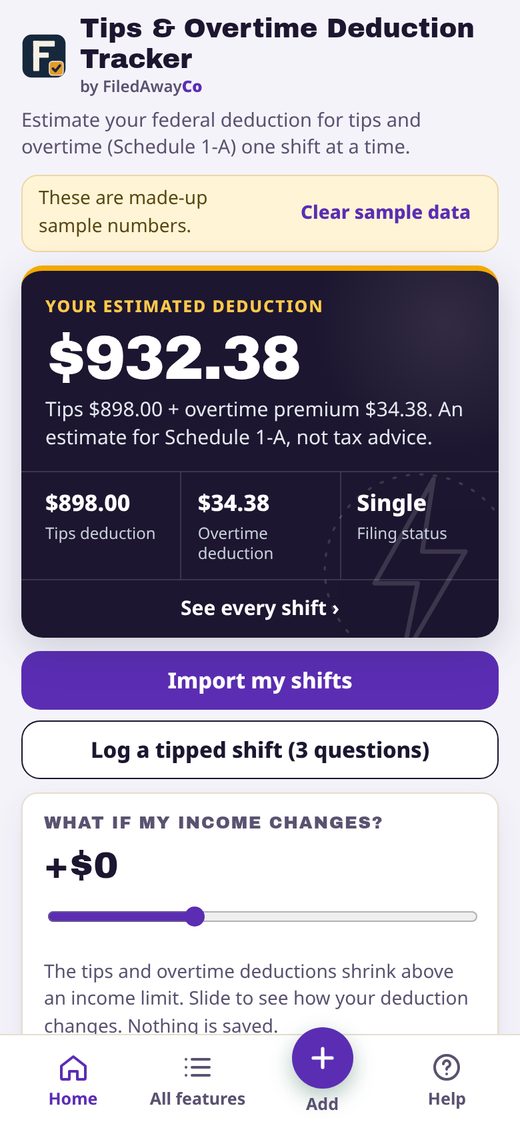 Tips & Overtime Deduction
Tracker
by FiledAwayCo
Estimate your federal deduction for tips and
overtime (Schedule 1-A) one shift at a time.
These are made-up
sample numbers.
Clear sample data
YOUR ESTIMATED DEDUCTION
$932.38
Tips $898.00 + overtime premium $34.38. An
estimate for Schedule 1-A, not tax advice.
$898.00
Tips deduction
$34.38
Overtime
deduction
Single
Filing status
See every shift ›
Import my shifts
Log a tipped shift (3 questions)
WHAT IF MY INCOME CHANGES?
+$0
The tips and overtime deductions shrink above
an income limit. Slide to see how your deduction
changes. Nothing is saved.
Home
All features
Add
Help